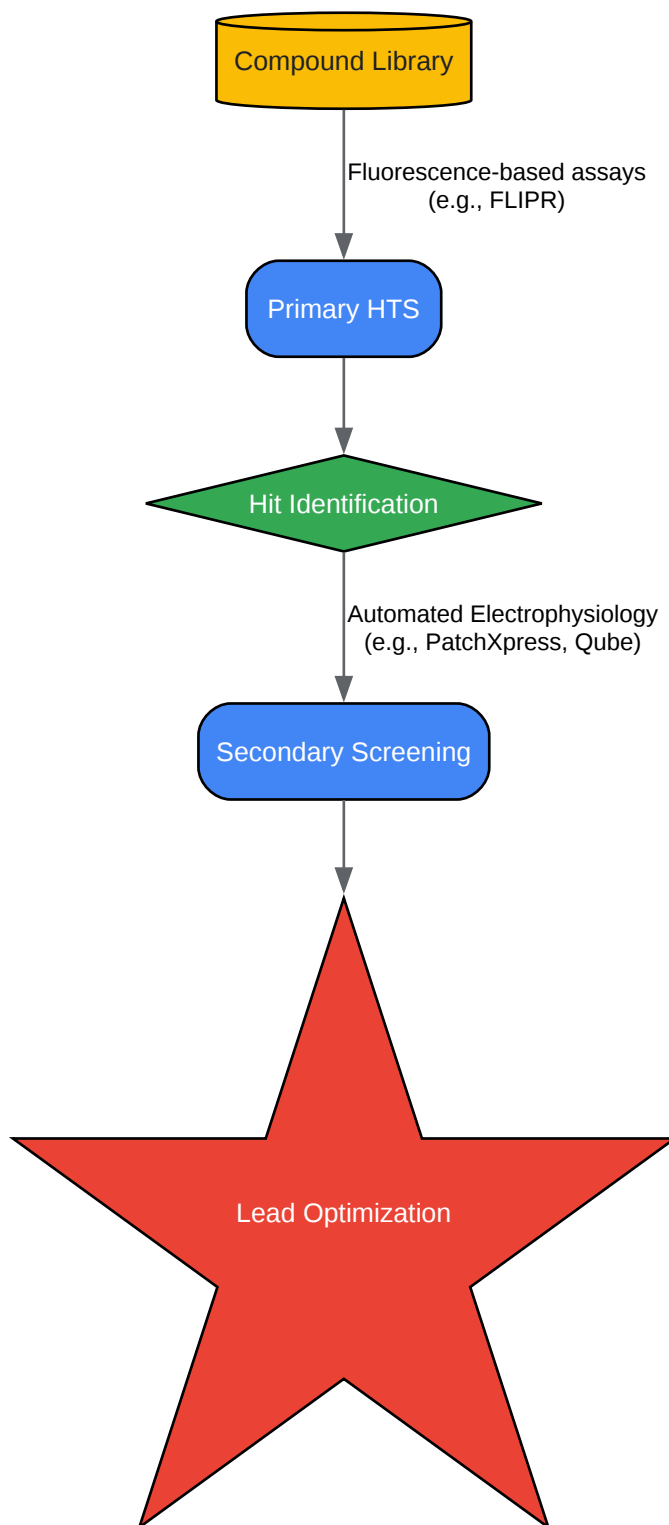 Compound Library
Fluorescence-based assays
(e.g., FLIPR)
Primary HTS
Hit Identification
Automated Electrophysiology
(e.g., PatchXpress, Qube)
Secondary Screening
Lead Optimization